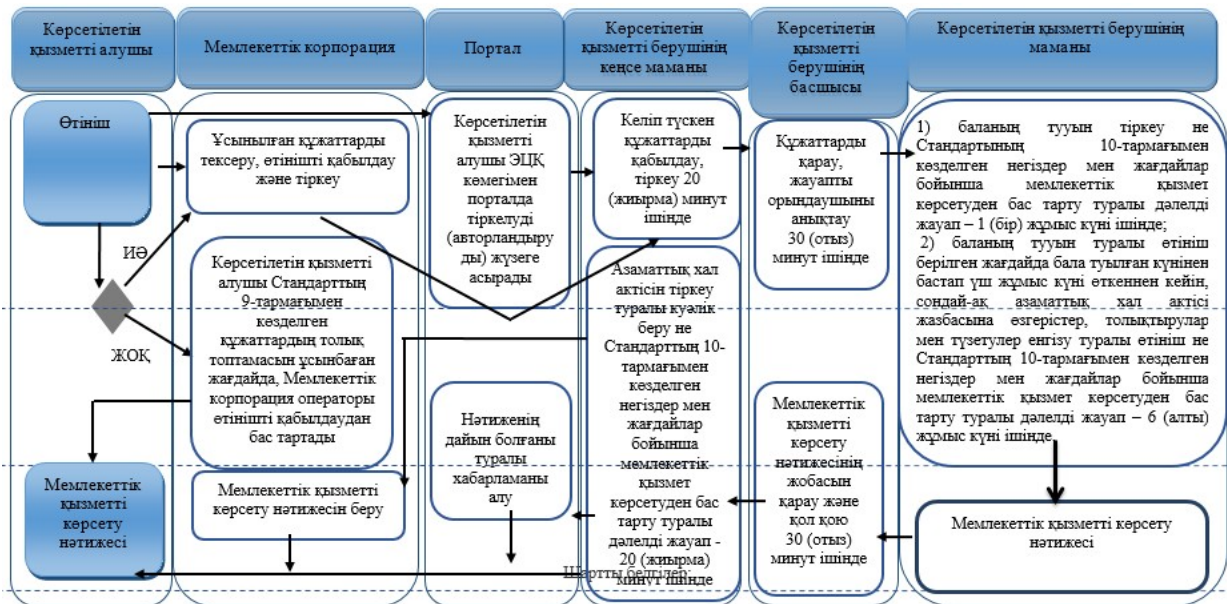 Көрсетілетін
қызметті алушы
Мемлекеттік корпорация
Портал
Көрсетілетін
қызметті берушінің
кеңсе маманы
Көрсетілетін
қызметті
берушінің
басшысы
Көрсетілетін қызметті берушінің
маманы
Өтініш
Ұсынылған құжаттарды
тексеру, өтінішті қабылдау
және тіркеу
ИӘ
ЖОҚ
Көрсетілетін қызметті
алушы Стандарттың
9-тармағымен
көзделген
құжаттардың толық
топтамасын ұсынбаған
жағдайда, Мемлекеттік
корпорация операторы
өтінішті қабылдаудан
бас тартады
Мемлекеттік
қызметті
көрсету
нәтижесі
Мемлекеттік қызметті
көрсету нәтижесін беру
Көрсетілетін
қызметті
алушы ЭЦҚ
көмегімен
порталда
тіркелуді
(авторландыру
ды) жүзеге
асырады
Нәтиженің
дайын болғаны
туралы
хабарламаны
алу
Келіп түскен
құжаттарды
қабылдау,
тіркеу 20
(жиырма) минут
ішінде
Азаматтық хал
актісін тіркеу
туралы куәлік
беру не
Стандарттың 10-
тармағымен
көзделген
негіздер мен
жағдайлар
бойынша
мемлекеттік
қызмет
көрсетуден бас
тарту туралы
дәлелді жауап -
20 (жиырма)
минут ішінде
Шартты белгілер:
Құжаттарды
қарау,
жауапты
орындаушыны
анықтау
30 (отыз)
минут ішінде
Мемлекеттік
қызметті
көрсету
нәтижесінің
жобасын
қарау және
қол қою
30 (отыз)
минут ішінде
1) баланың тууын тіркеу не
Стандартының 10-тармағымен
көзделген негіздер мен жағдайлар
бойынша мемлекеттік қызмет
көрсетуден бас тарту туралы дәлелді
жауап – 1 (бір) жұмыс күні ішінде;
2) баланың тууын туралы өтініш
берілген жағдайда бала туылған күнінен
бастап үш жұмыс күні өткеннен кейін,
сондай-ақ азаматтық хал актісі
жазбасына өзгерістер, толықтырулар
мен түзетулер енгізу туралы өтініш не
Стандарттың 10-тармағымен көзделген
негіздер мен жағдайлар бойынша
мемлекеттік қызмет көрсетуден бас
тарту туралы дәлелді жауап – 6 (алты)
жұмыс күні ішінде
Мемлекеттік қызметті көрсету
нәтижесі